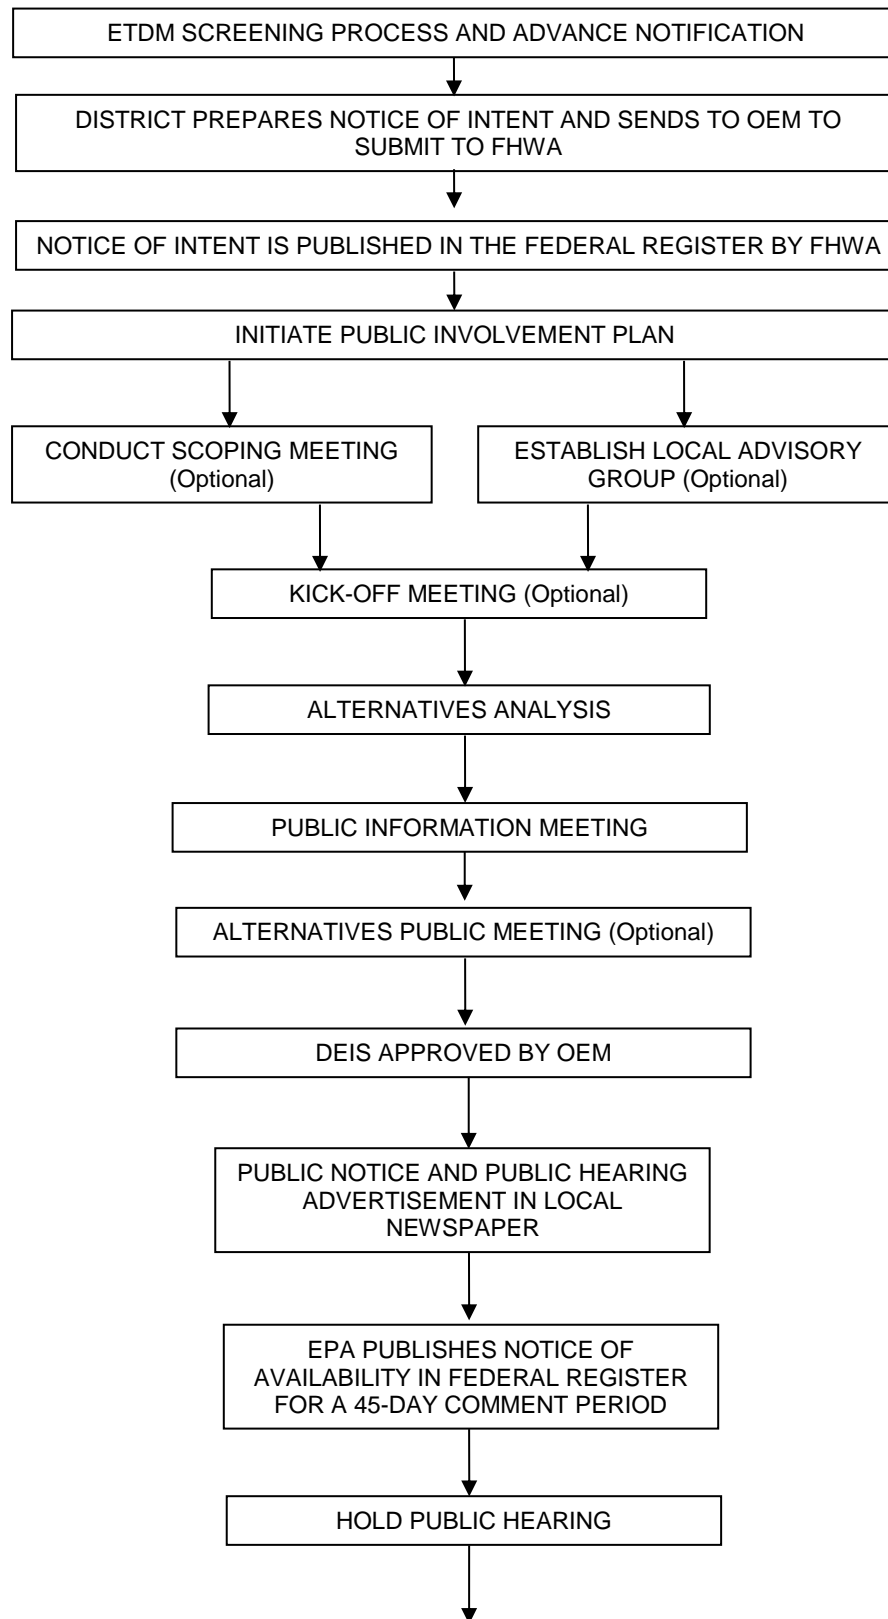 ETDM SCREENING PROCESS AND ADVANCE NOTIFICATION
DISTRICT PREPARES NOTICE OF INTENT AND SENDS TO OEM TO
SUBMIT TO FHWA
NOTICE OF INTENT IS PUBLISHED IN THE FEDERAL REGISTER BY FHWA
INITIATE PUBLIC INVOLVEMENT PLAN
CONDUCT SCOPING MEETING
(Optional)
ESTABLISH LOCAL ADVISORY
GROUP (Optional)
KICK-OFF MEETING (Optional)
ALTERNATIVES ANALYSIS
PUBLIC INFORMATION MEETING
ALTERNATIVES PUBLIC MEETING (Optional)
DEIS APPROVED BY OEM
PUBLIC NOTICE AND PUBLIC HEARING
ADVERTISEMENT IN LOCAL
NEWSPAPER
EPA PUBLISHES NOTICE OF
AVAILABILITY IN FEDERAL REGISTER
FOR A 45-DAY COMMENT PERIOD
HOLD PUBLIC HEARING